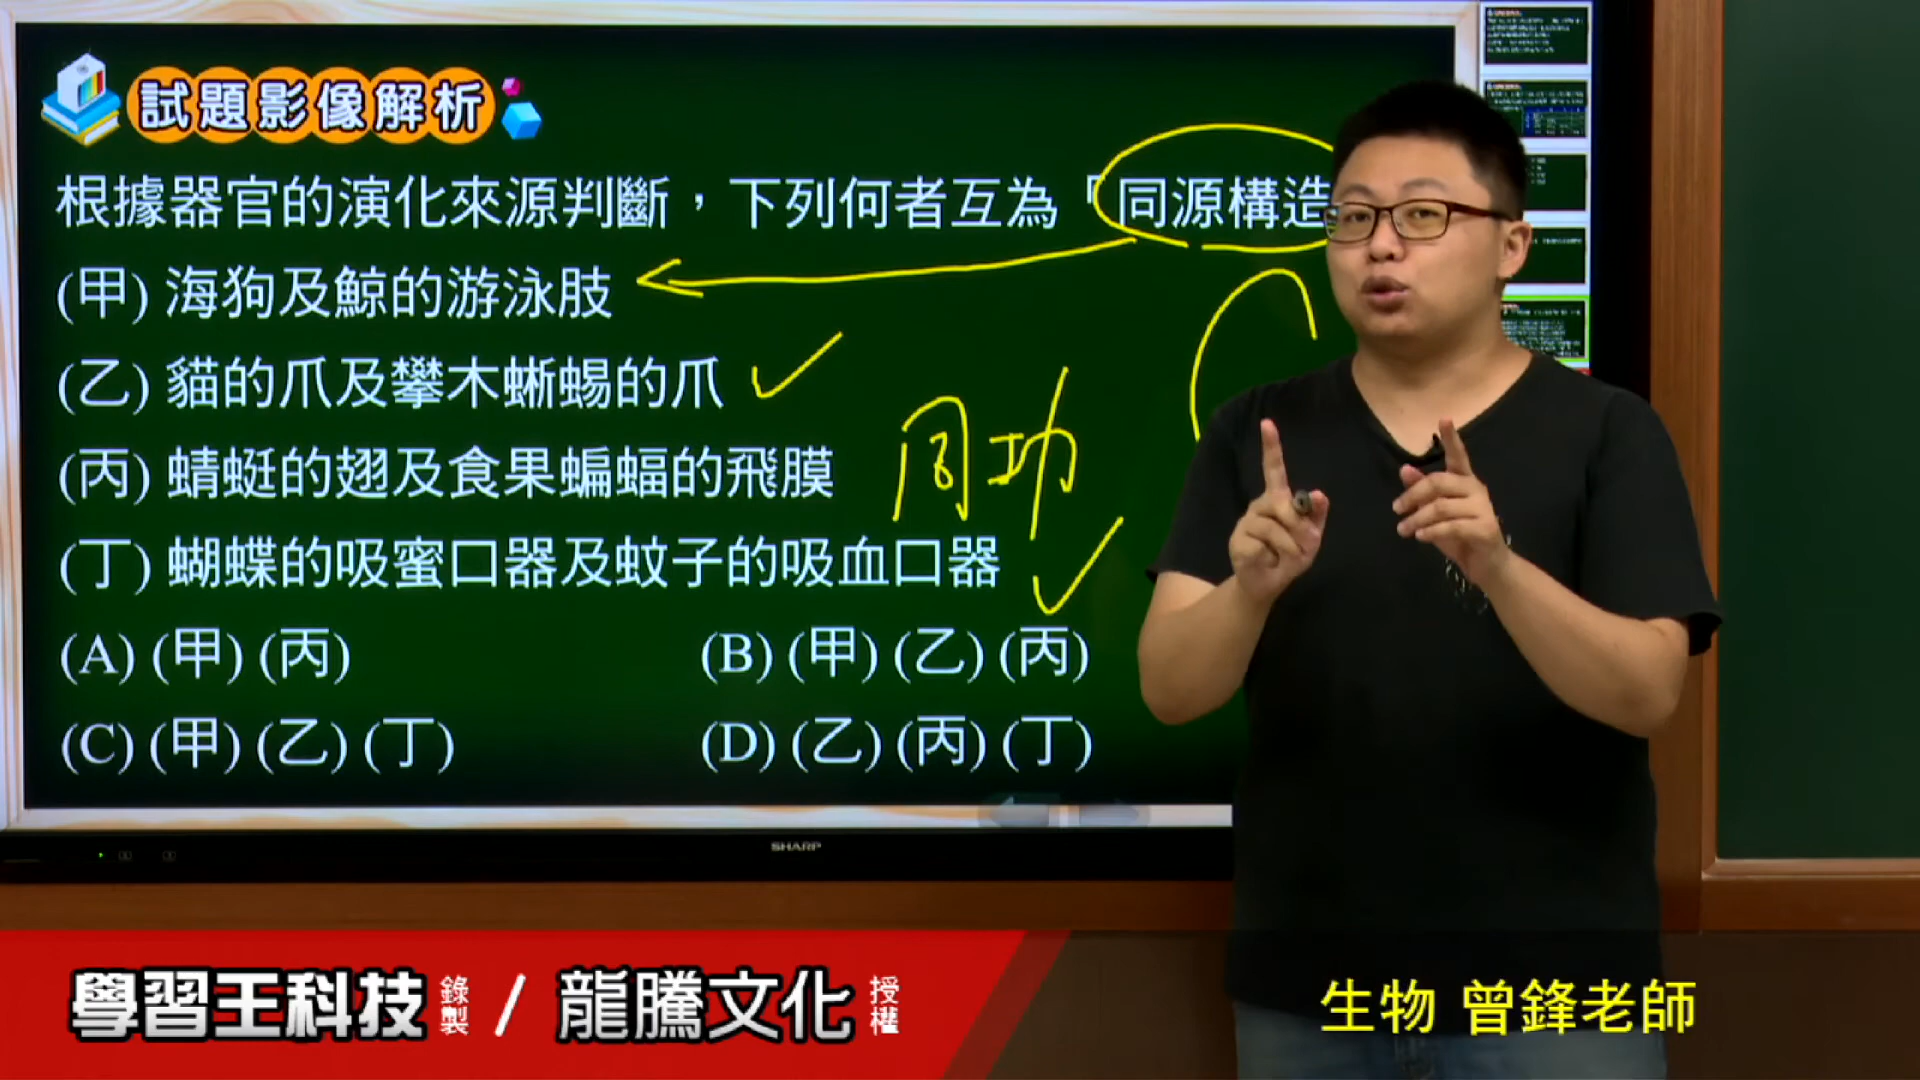 試題影像解析
根據器官的演化來源判斷，下列何者互為「同源構造
(甲) 海狗及鯨的游泳肢
(乙) 貓的爪及攀木蜥蜴的爪
(丙) 蜻蜓的翅及食果蝙蝠的飛膜
同功
(丁) 蝴蝶的吸蜜口器及蚊子的吸血口器
(A) (甲) (丙)
(B) (甲) (乙) (丙)
(C) (甲) (乙) (丁)
(D) (乙) (丙) (丁)
SHARP
學習王科技 錄製 / 龍騰文化 授權
生物 曾鋒老師